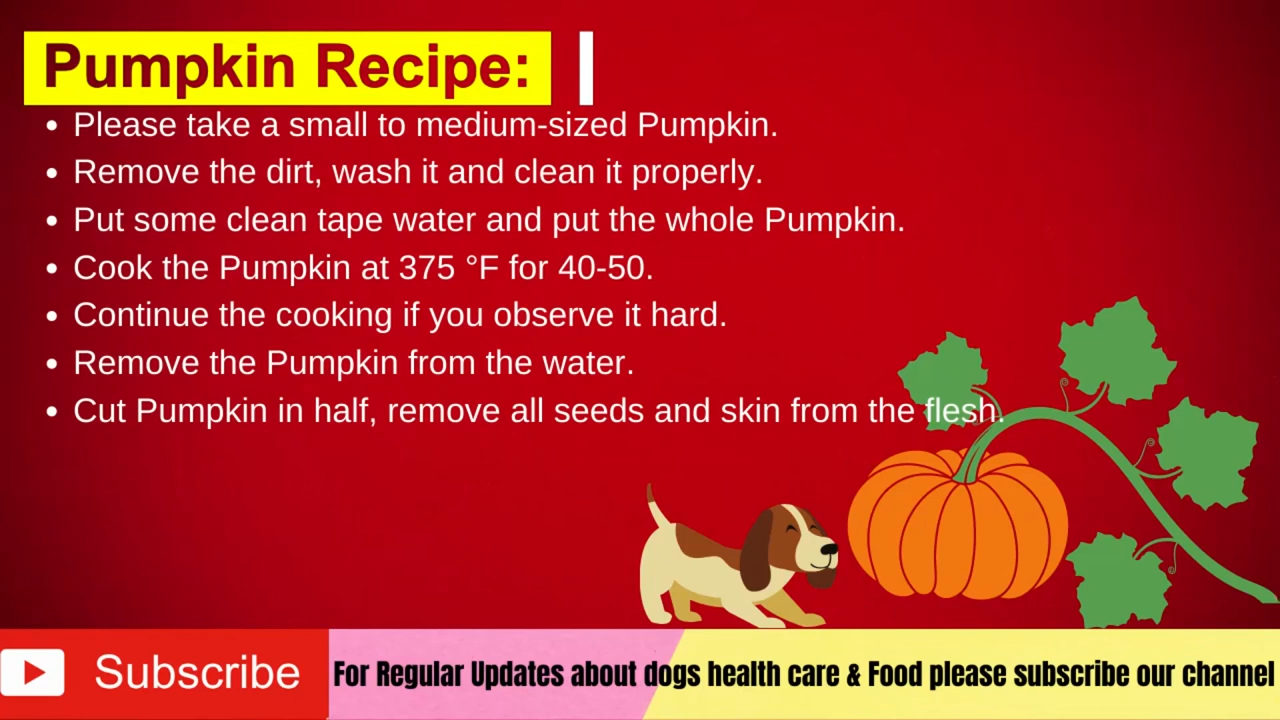 Pumpkin Recipe:
• Please take a small to medium-sized Pumpkin.
• Remove the dirt, wash it and clean it properly.
• Put some clean tape water and put the whole Pumpkin.
• Cook the Pumpkin at 375 °F for 40-50.
• Continue the cooking if you observe it hard.
• Remove the Pumpkin from the water.
• Cut Pumpkin in half, remove all seeds and skin from the flesh.
Subscribe For Regular Updates about dogs health care & Food please subscribe our channel